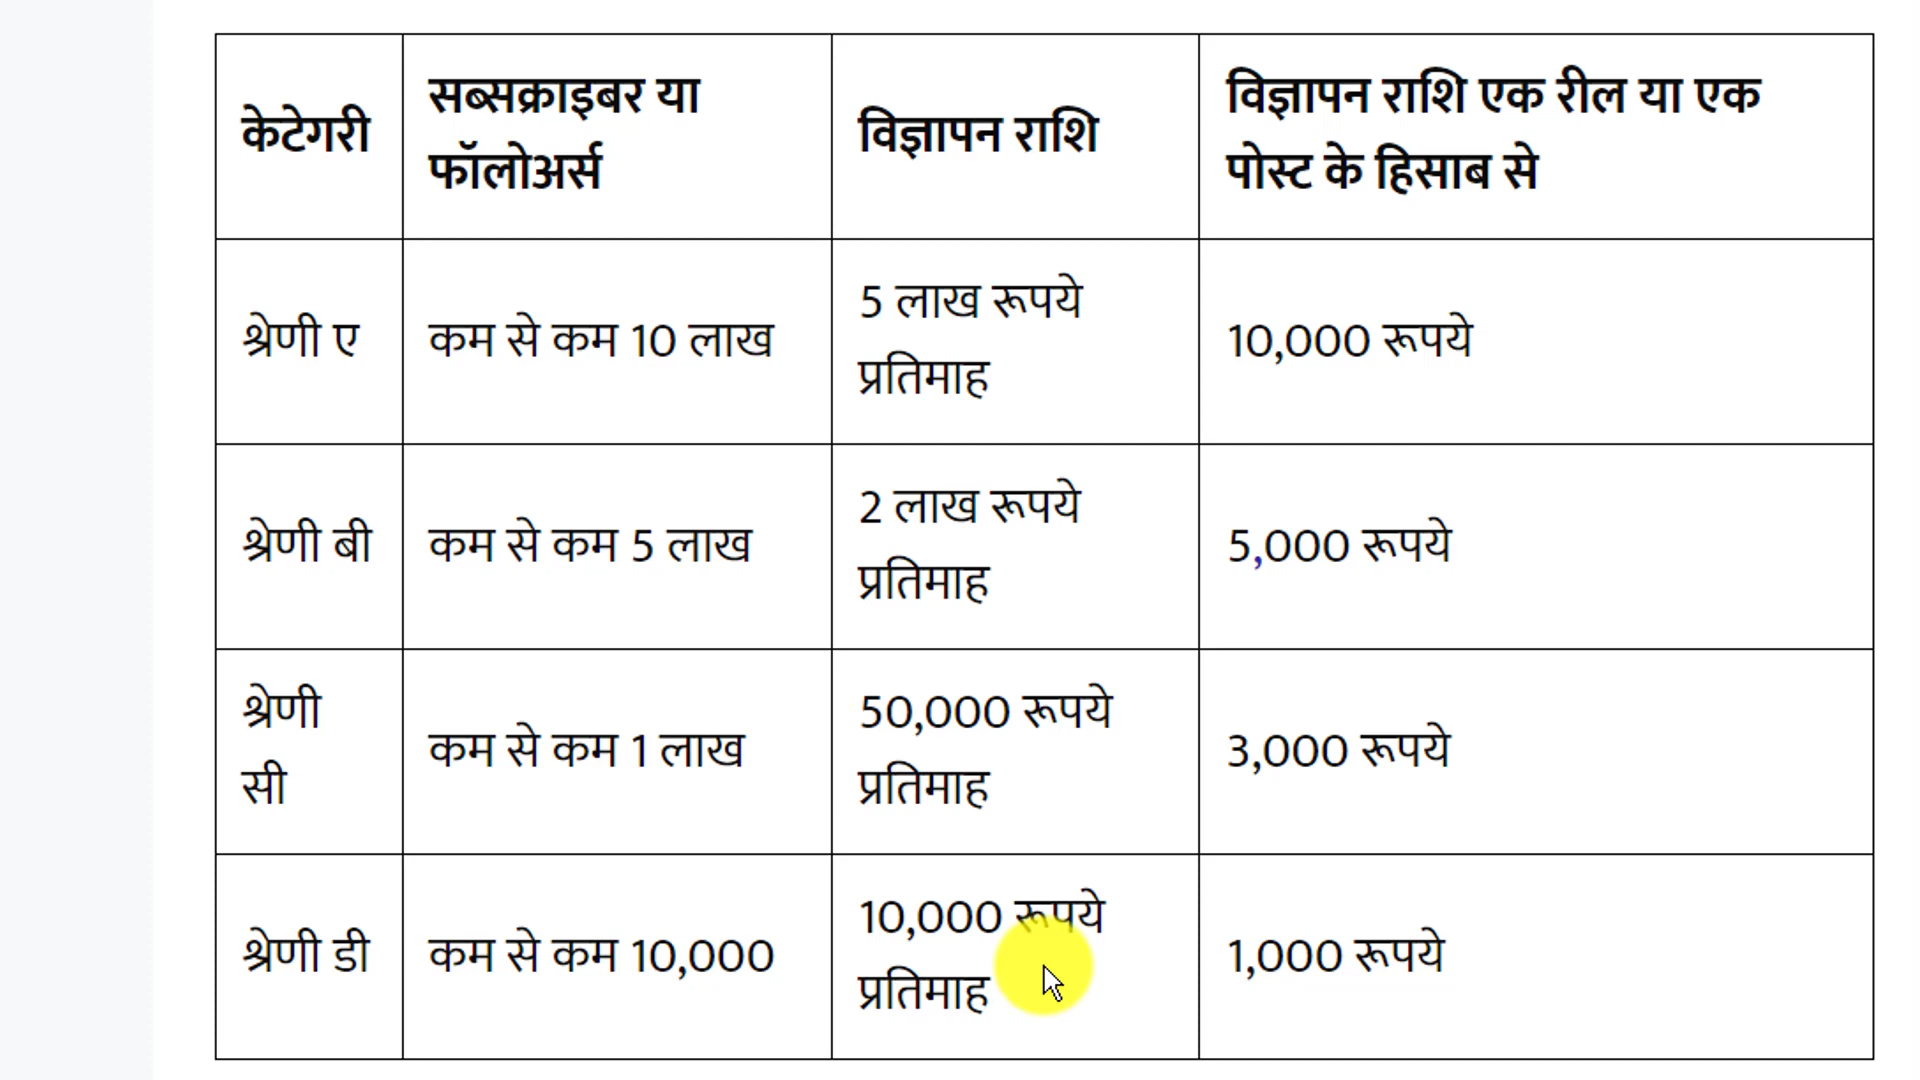 केटेगरी
सब्सक्राइबर या
फॉलोअर्स
विज्ञापन राशि
विज्ञापन राशि एक रील या एक
पोस्ट के हिसाब से
श्रेणी ए
कम से कम 10 लाख
5 लाख रूपये
प्रतिमाह
10,000 रूपये
श्रेणी बी
कम से कम 5 लाख
2 लाख रूपये
प्रतिमाह
5,000 रूपये
श्रेणी
सी
कम से कम 1 लाख
50,000 रूपये
प्रतिमाह
3,000 रूपये
श्रेणी डी
कम से कम 10,000
10,000 रूपये
प्रतिमाह
1,000 रूपये